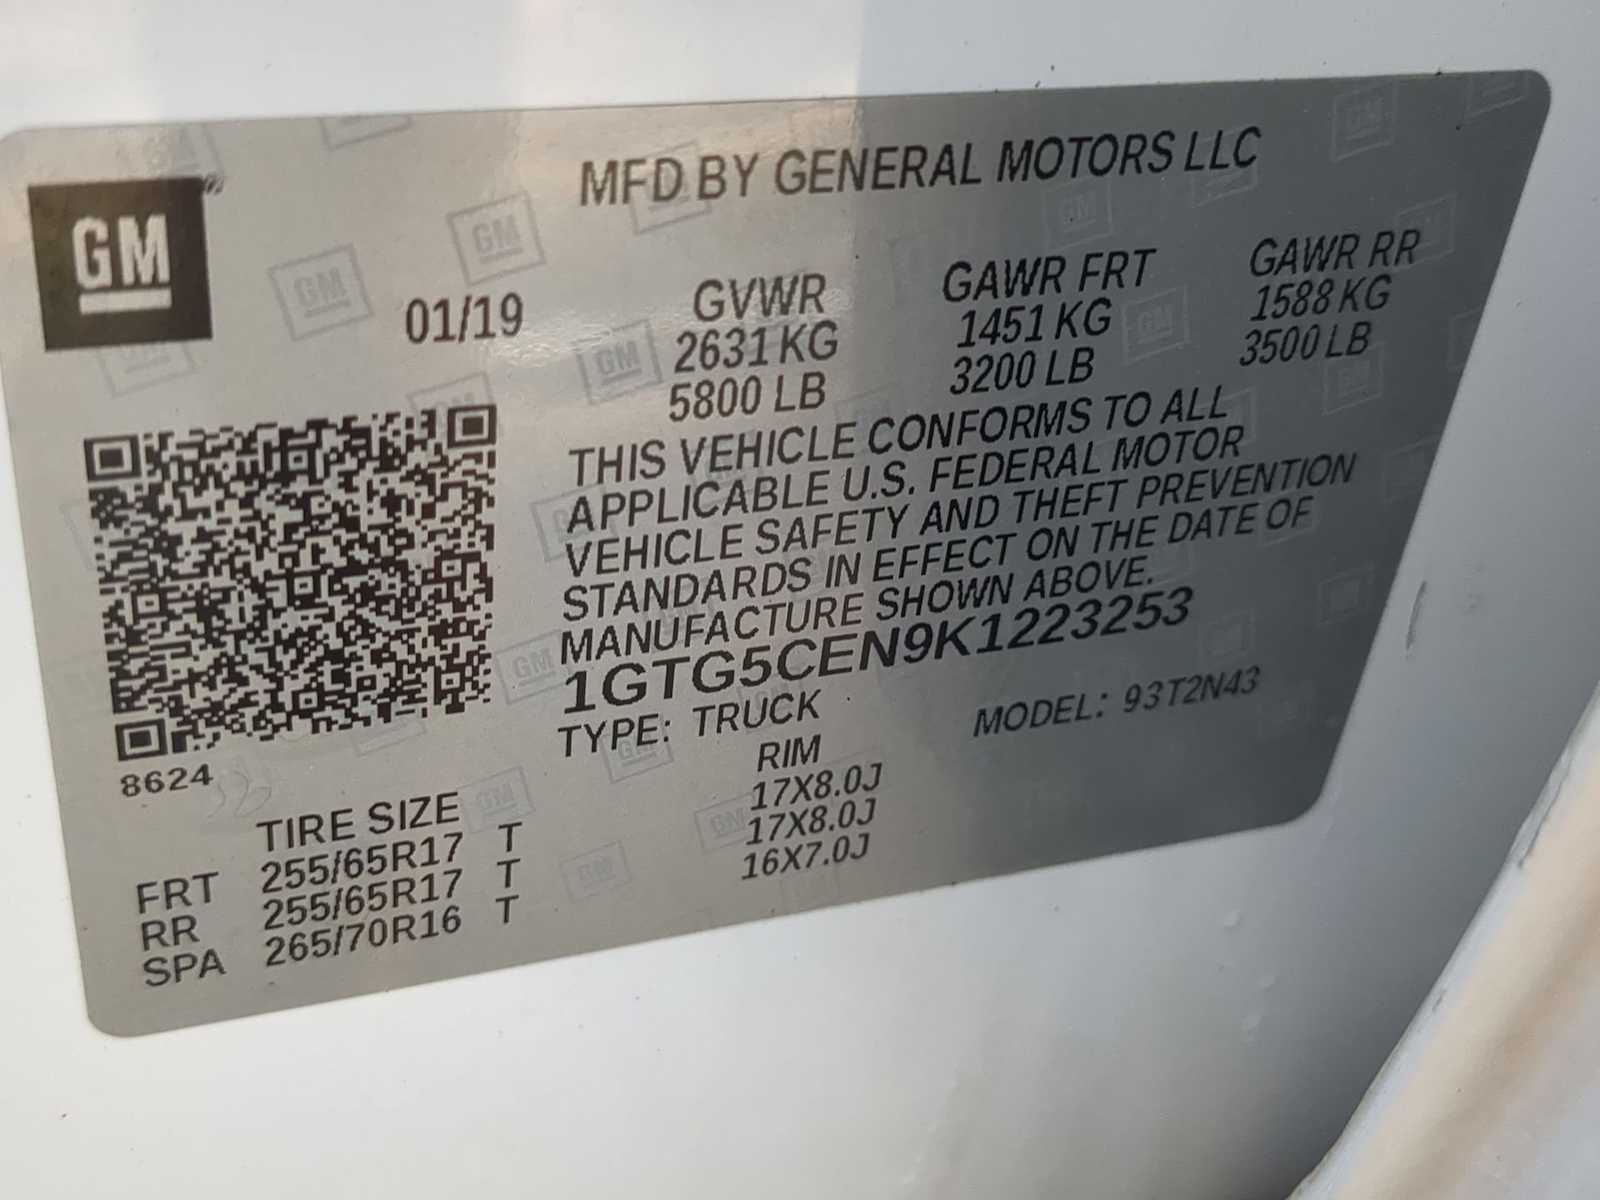 MFD BY GENERAL MOTORS LLC
GM
01/19
GVWR GAWR FRT GAWR RR
2631 KG 1451 KG 1588 KG
5800 LB 3200 LB 3500 LB
THIS VEHICLE CONFORMS TO ALL
APPLICABLE U.S. FEDERAL MOTOR
VEHICLE SAFETY AND THEFT PREVENTION
STANDARDS IN EFFECT ON THE DATE OF
MANUFACTURE SHOWN ABOVE.
1GTG5CEN9K1223253
TYPE: TRUCK MODEL: 93T2N43
8624
TIRE SIZE RIM
FRT 255/65R17 T 17X8.0J
RR 255/65R17 T 17X8.0J
SPA 265/70R16 T 16X7.0J